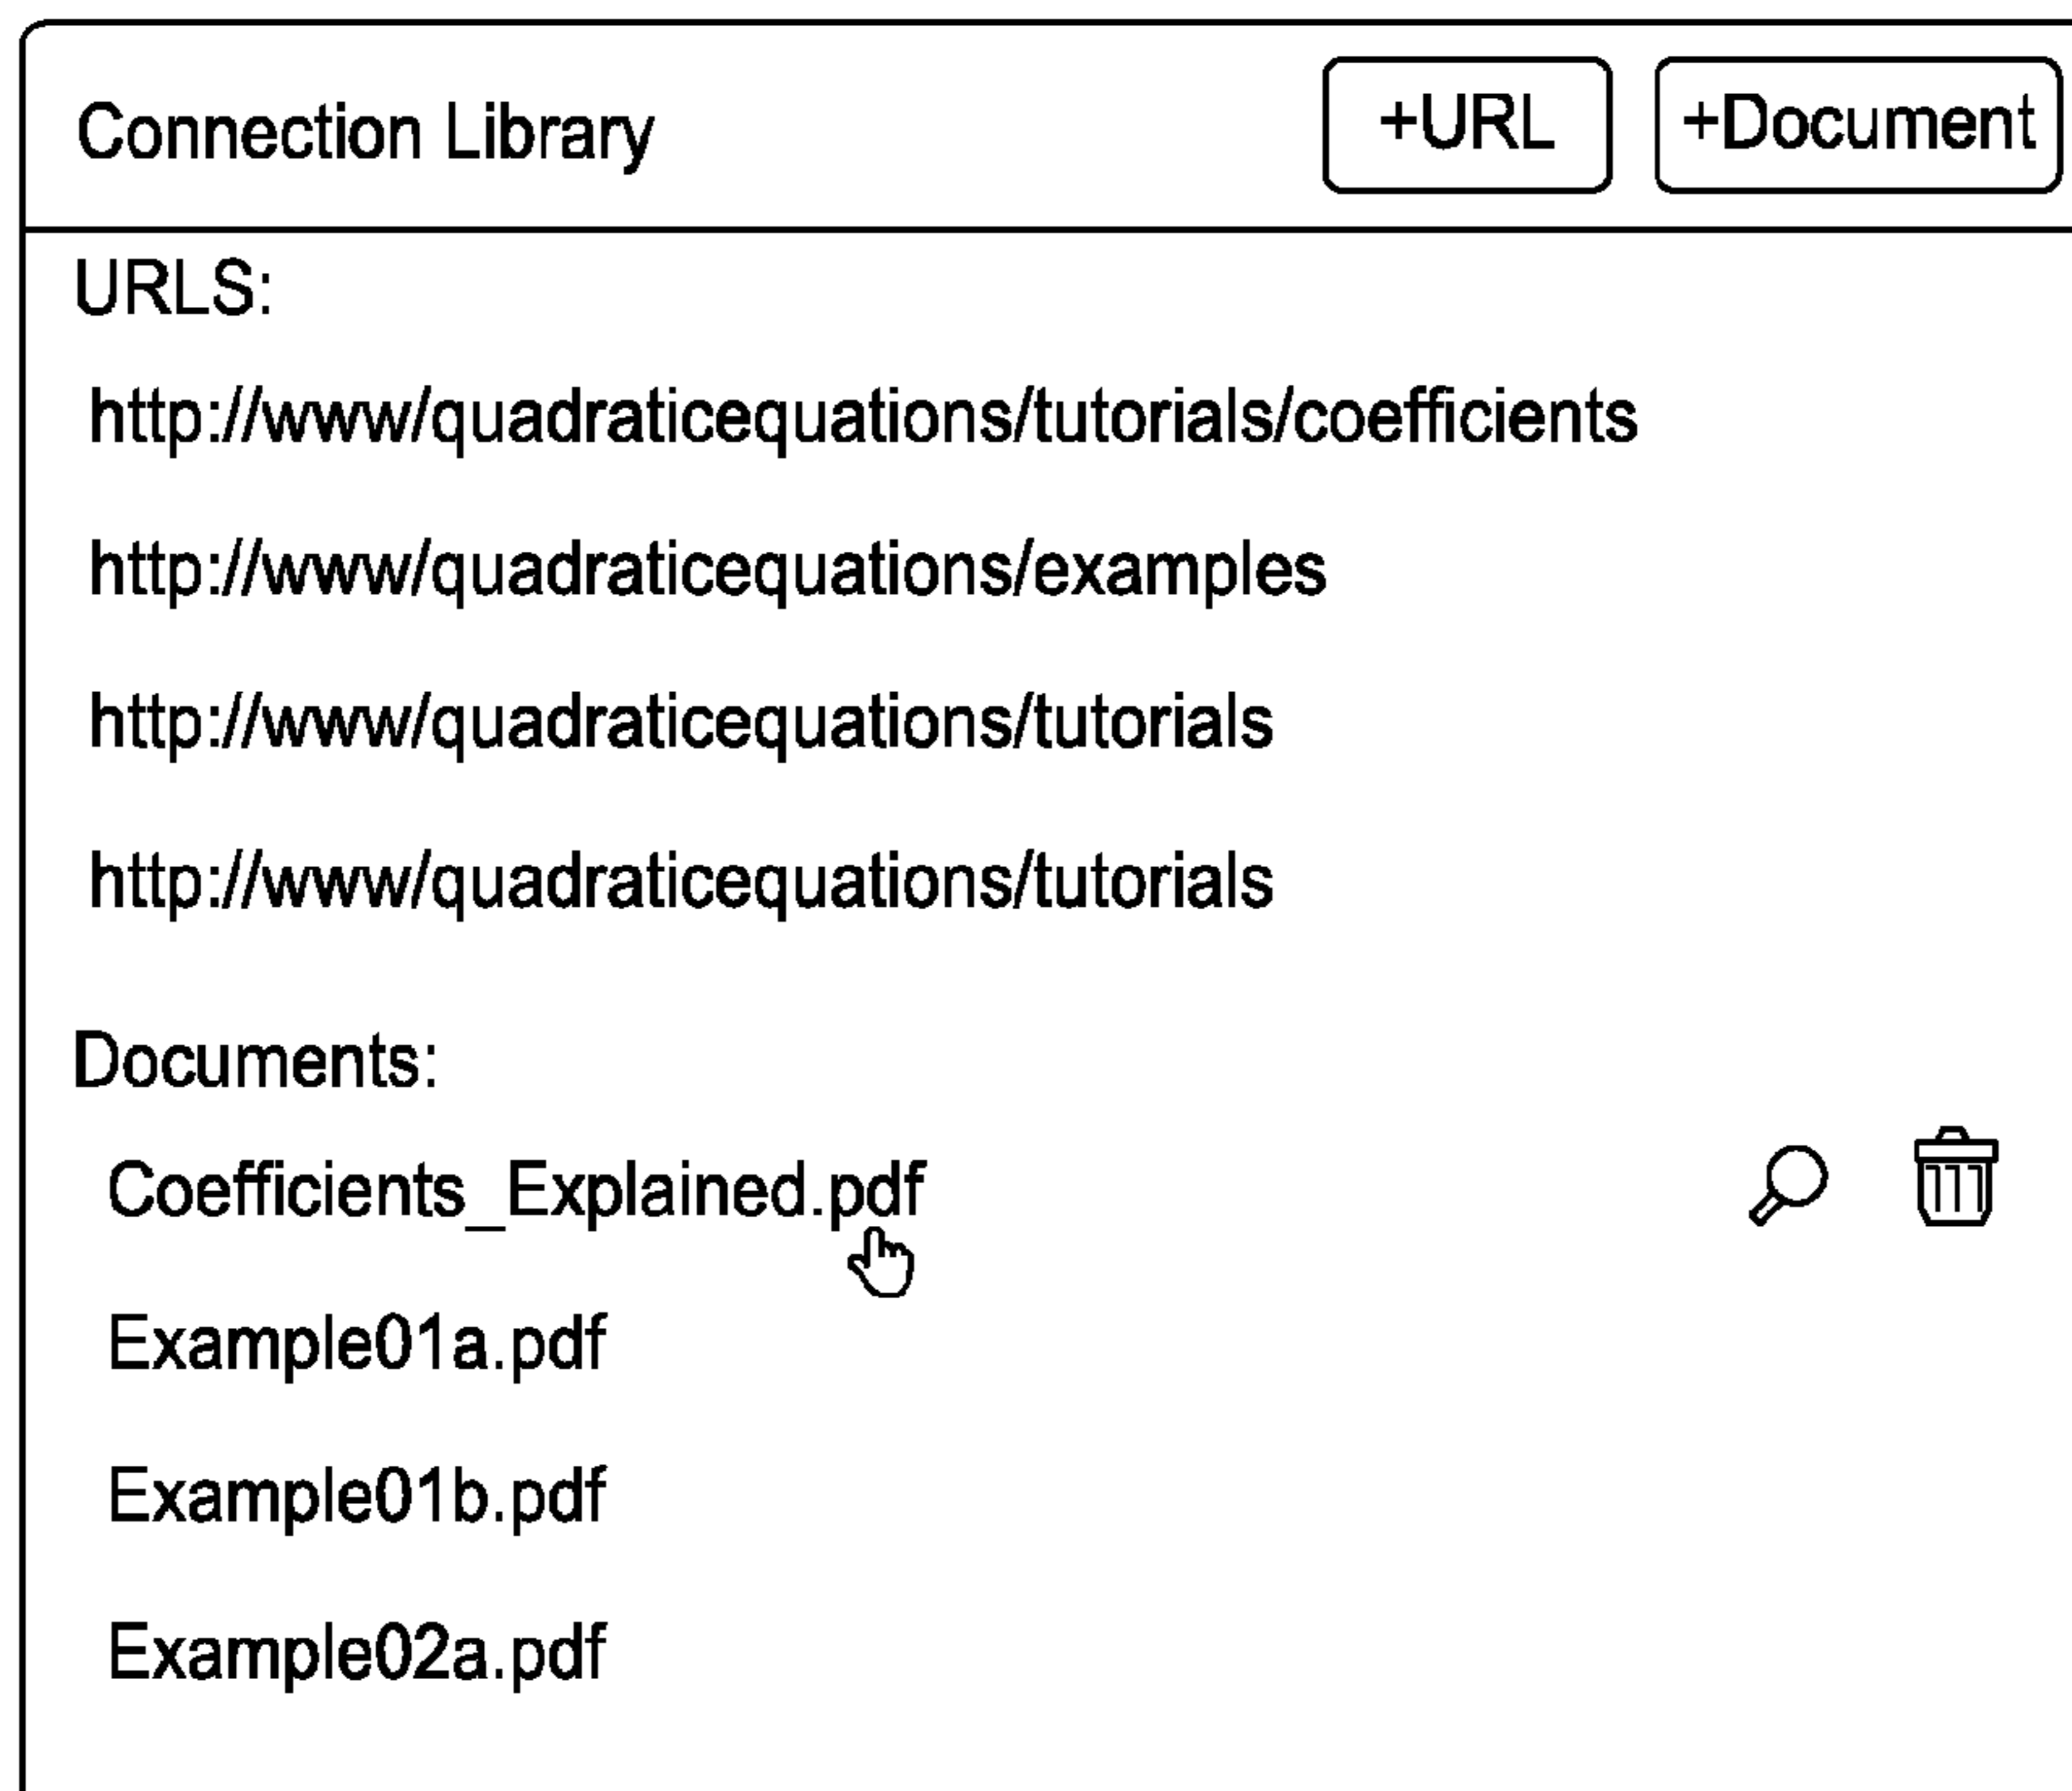 Connection Library +URL +Document
URLS:
http://www/quadraticequations/tutorials/coefficients
http://www/quadraticequations/examples
http://www/quadraticequations/tutorials
http://www/quadraticequations/tutorials
Documents:
Coefficients_Explained.pdf
Example01a.pdf
Example01b.pdf
Example02a.pdf